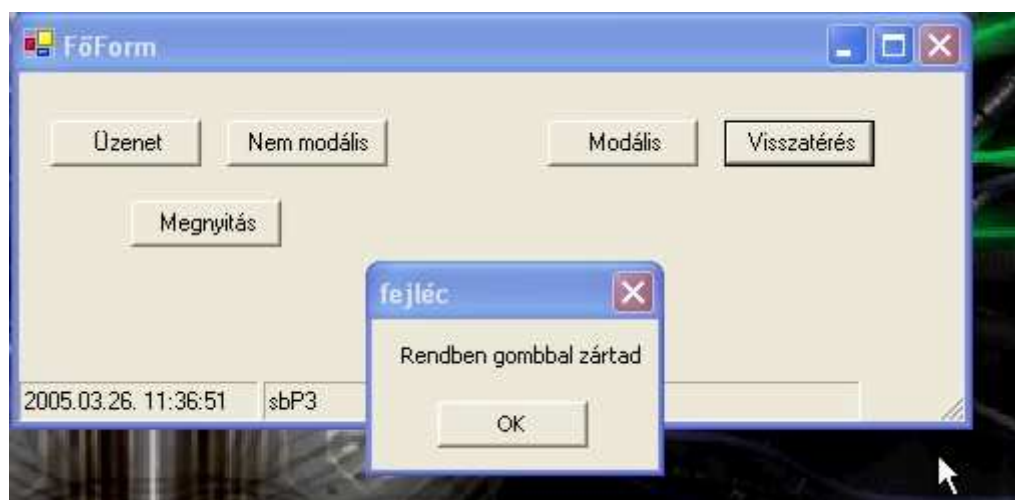 FőForm
Üzenet
Nem modális
Modális
Visszatérés
Megnyitás
fejléc
Rendben gombbal zártad
OK
2005.03.26. 11:36:51
sbP3